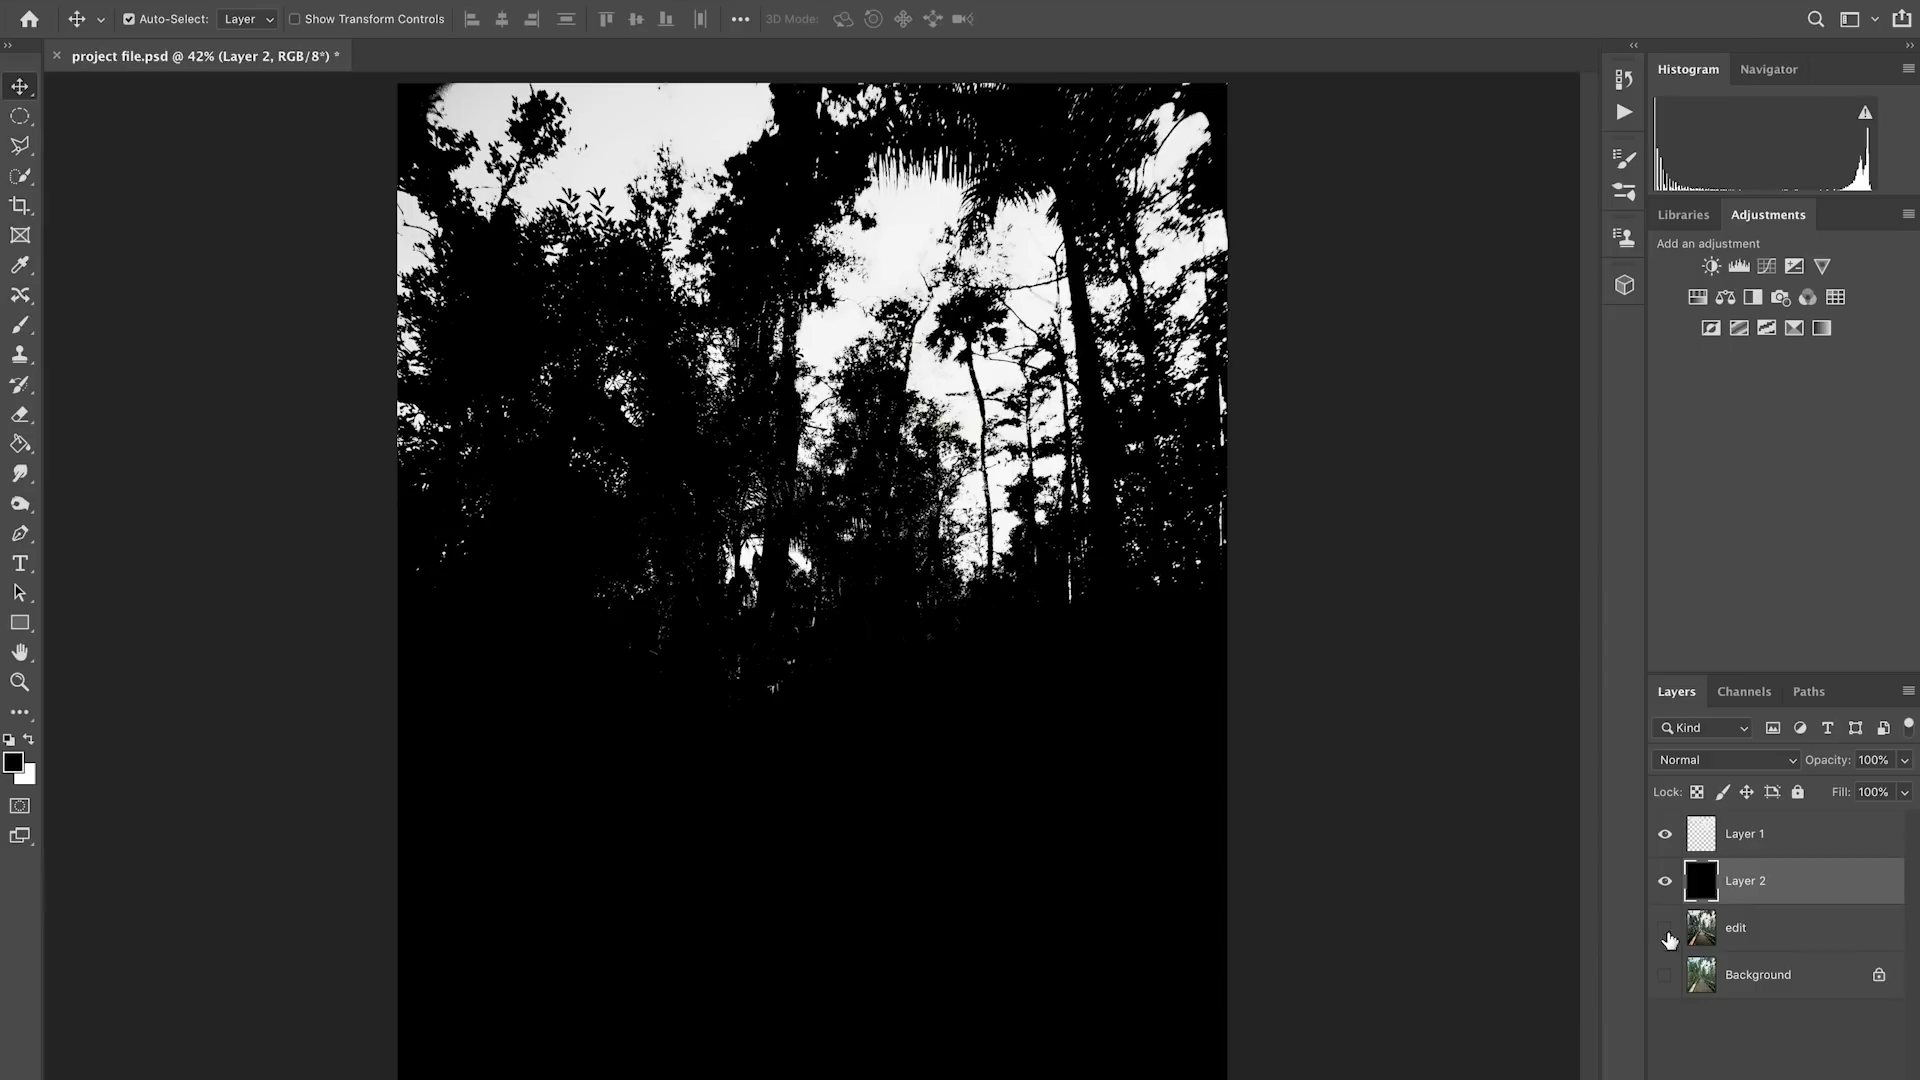 Auto-Select: Layer Show Transform Controls 3D Mode:
project file.psd @ 42% (Layer 2, RGB/8*) *
Histogram Navigator
Libraries Adjustments
Add an adjustment
Layers Channels Paths
Kind
Normal Opacity: 100%
Lock: Fill: 100%
Layer 1
Layer 2
edit
Background